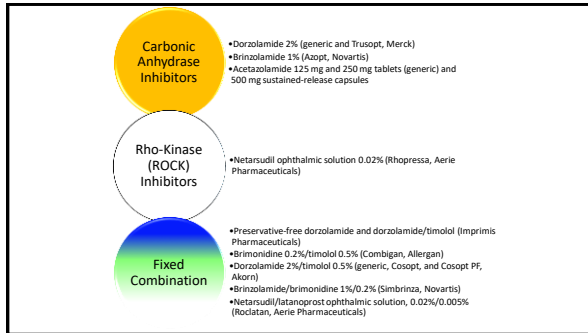 Carbonic
Anhydrase
Inhibitors
•Dorzolamide 2% (generic and Trusopt, Merck)
•Brinzolamide 1% (Azopt, Novartis)
•Acetazolamide 125 mg and 250 mg tablets (generic) and
500 mg sustained-release capsules
Rho-Kinase
(ROCK)
Inhibitors
•Netarsudil ophthalmic solution 0.02% (Rhopressa, Aerie
Pharmaceuticals)
Fixed
Combination
•Preservative-free dorzolamide and dorzolamide/timolol (Imprimis
Pharmaceuticals)
•Brimonidine 0.2%/timolol 0.5% (Combigan, Allergan)
•Dorzolamide 2%/timolol 0.5% (generic, Cosopt, and Cosopt PF,
Akorn)
•Brinzolamide/brimonidine 1%/0.2% (Simbrinza, Novartis)
•Netarsudil/latanoprost ophthalmic solution, 0.02%/0.005%
(Roclatan, Aerie Pharmaceuticals)